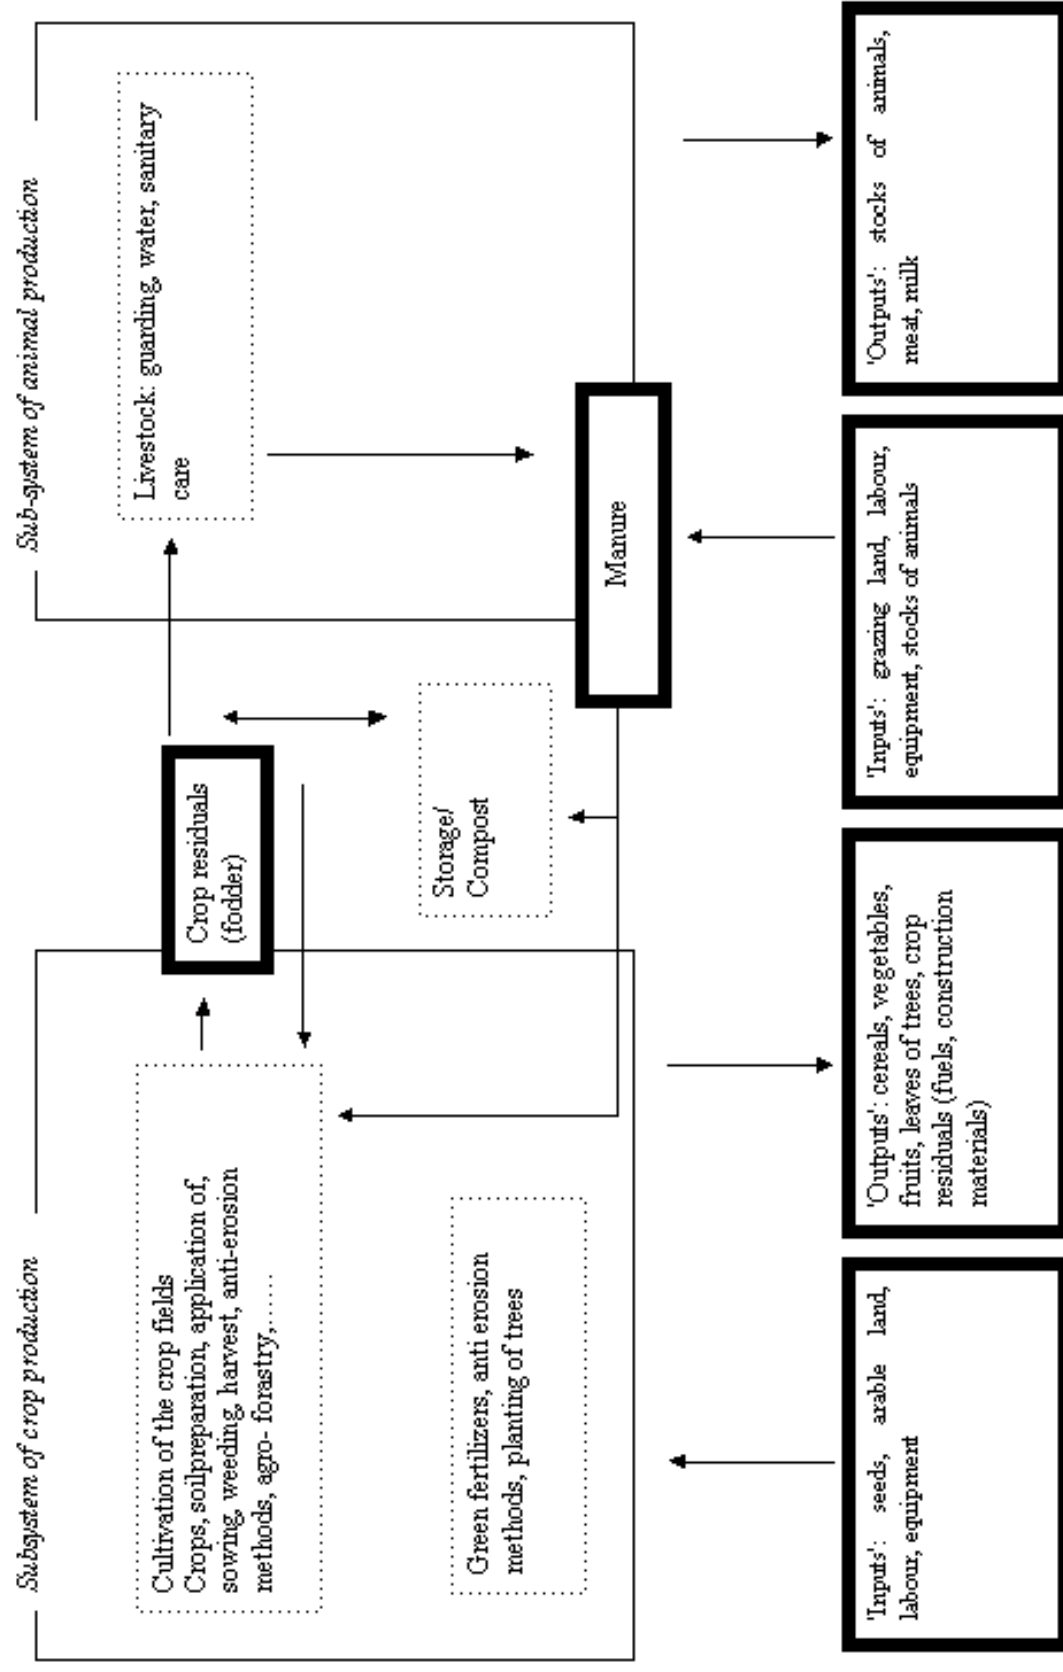 Subsystem of crop production
Sub-system of animal production
Cultivation of the crop fields
Crops, soilpreparation, application of,
sowing, weeding, harvest, anti-erosion
methods, agro- forastry,......
Crop residuals
(fodder)
Livestock: guarding, water, sanitary
care
Green fertilizers, anti erosion
methods, planting of trees
Storage/
Compost
Manure
'Inputs': seeds, arable land,
labour, equipment
'Outputs': cereals, vegetables,
fruits, leaves of trees, crop
residuals (fuels, construction
materials)
'Inputs': grazing land, labour,
equipment, stocks of animals
'Outputs': stocks of animals,
meat, milk